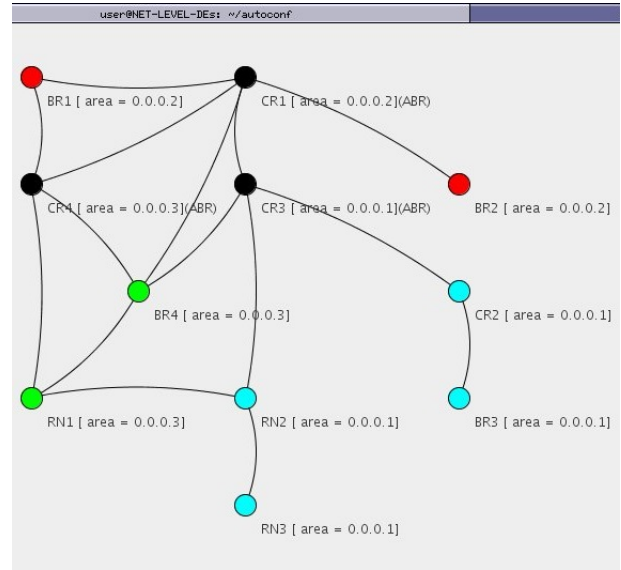 user@NET-LEVEL-DEs: ~/autoconf
BR1 [ area = 0.0.0.2]
CR1 [ area = 0.0.0.2](ABR)
CR4 [ area = 0.0.0.3](ABR)
CR3 [ area = 0.0.0.1](ABR)
BR2 [ area = 0.0.0.2]
BR4 [ area = 0.0.0.3]
CR2 [ area = 0.0.0.1]
RN1 [ area = 0.0.0.3]
RN2 [ area = 0.0.0.1]
BR3 [ area = 0.0.0.1]
RN3 [ area = 0.0.0.1]